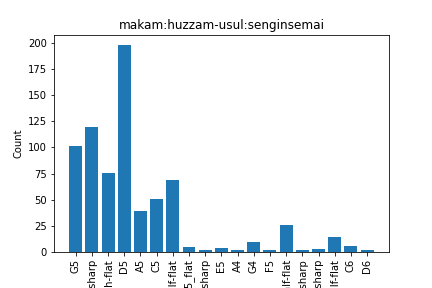 makam:huzzam-usul:senginsemai
200
175
150
125
100
75
50
25
0
Count
G5
sharp
h-flat
D5
A5
C5
lf-flat
5_flat
sharp
E5
A4
G4
F5
lf-flat
sharp
sharp
lf-flat
C6
D6